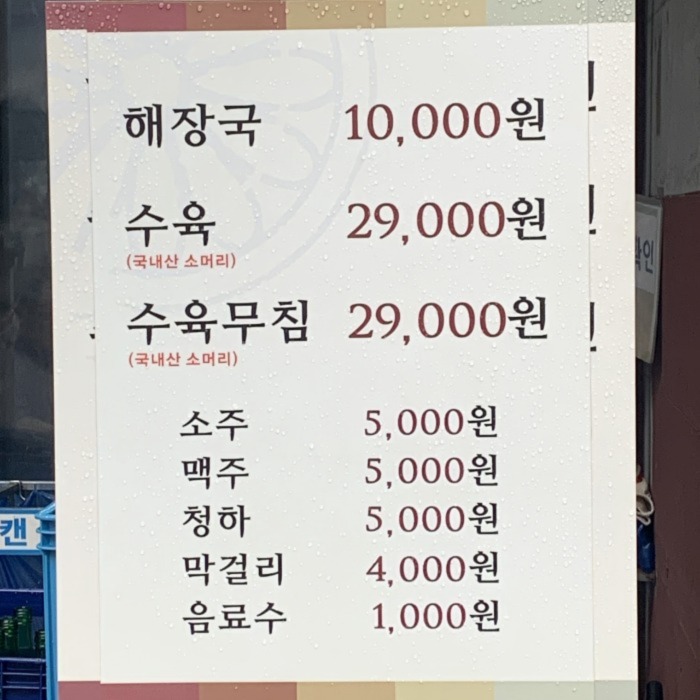 해장국 10,000원
수육 29,000원
(국내산 소머리)
수육무침 29,000원
(국내산 소머리)
소주 5,000원
맥주 5,000원
청하 5,000원
막걸리 4,000원
음료수 1,000원
캔
확인